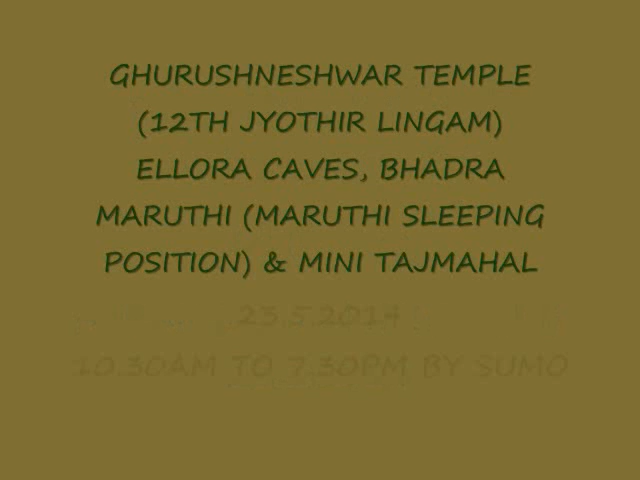 GHURUSHNESHWAR TEMPLE
(12TH JYOTHIR LINGAM)
ELLORA CAVES, BHADRA
MARUTHI (MARUTHI SLEEPING
POSITION) & MINI TAJMAHAL
23.5.2014
10.30AM TO 7.30PM BY SUMO